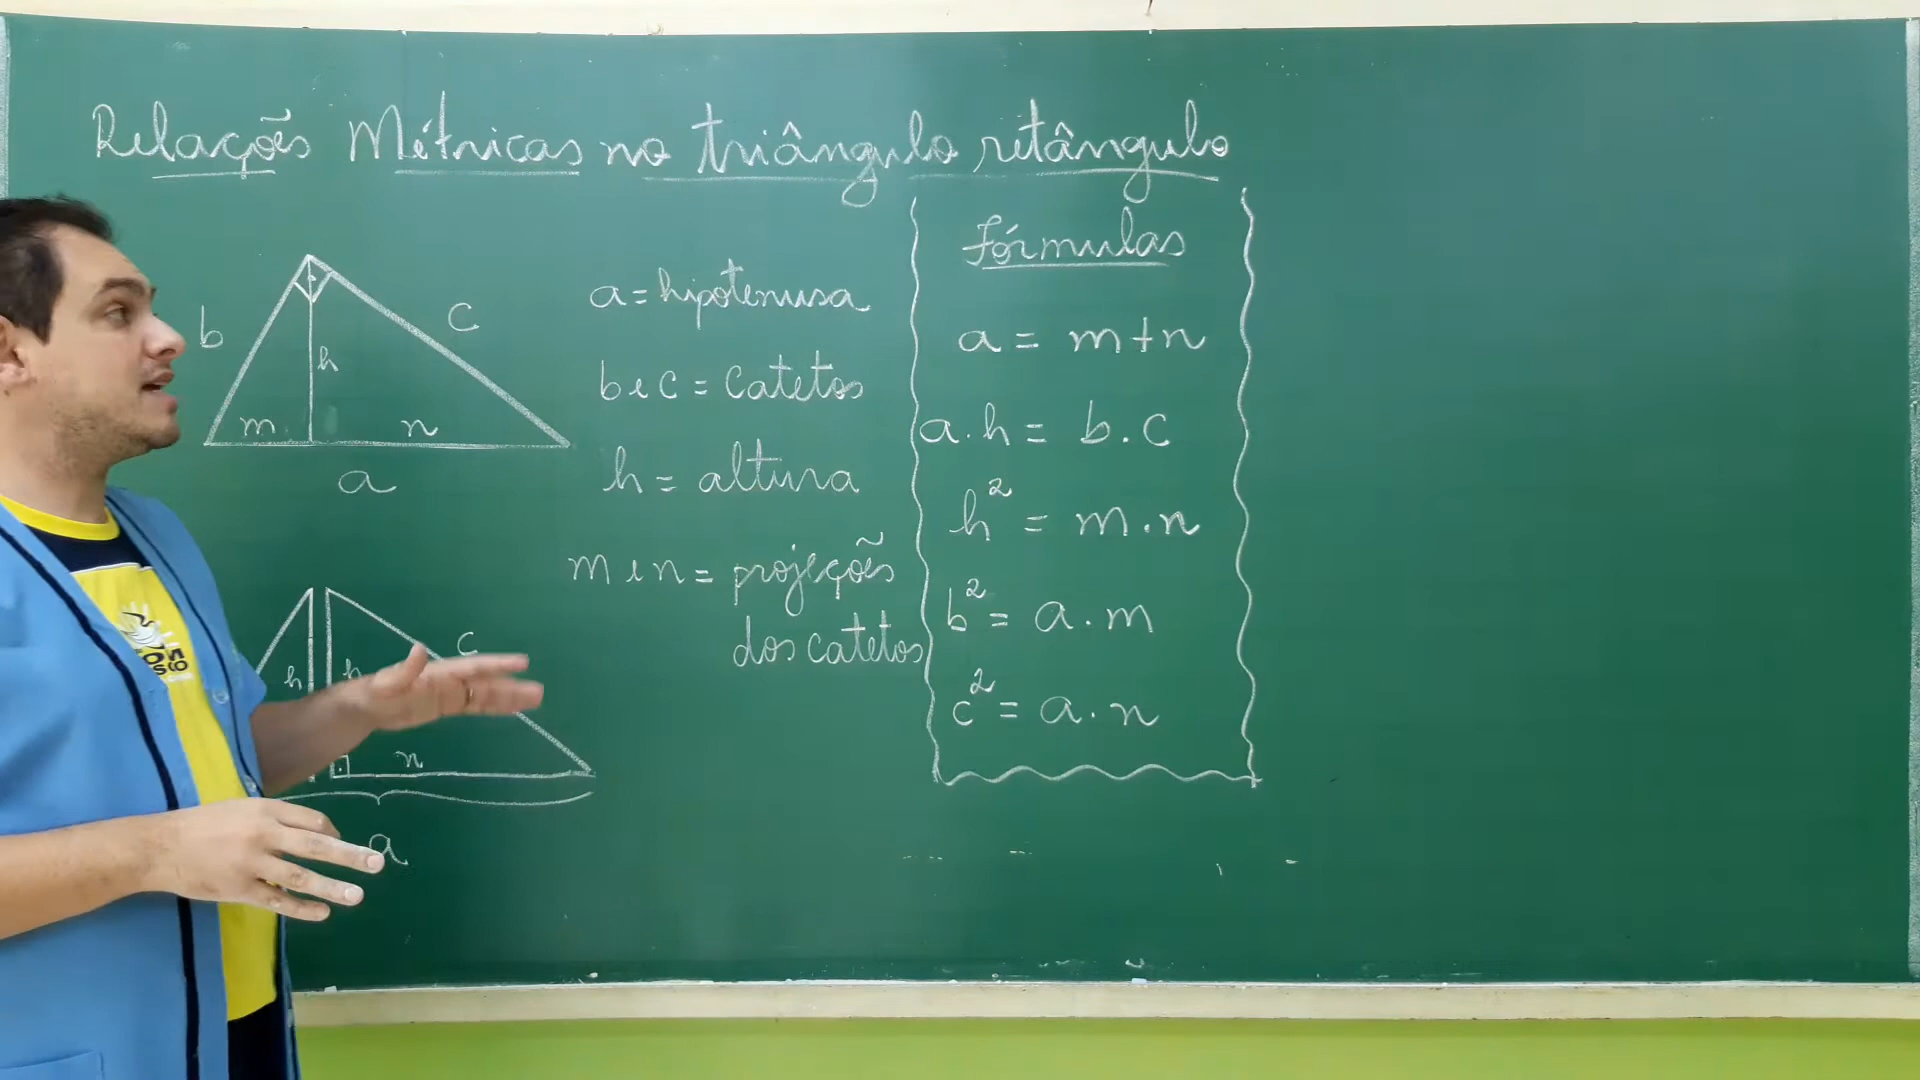 Relações Métricas no triângulo retângulo
b
c
h
m
n
a
h
h
c
n
a
a = hipotenusa
b e c = catetos
h = altura
m e n = projeções
dos catetos
Fórmulas
a = m+n
a.h = b.c
h² = m.n
b² = a.m
c² = a.n